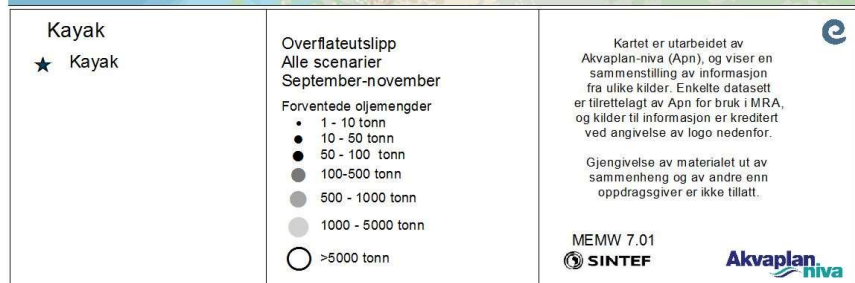 Kayak
Kayak
Overflateutslipp
Alle scenarier
September-november
Forventede oljemengder
1 - 10 tonn
10 - 50 tonn
50 - 100 tonn
100-500 tonn
500 - 1000 tonn
1000 - 5000 tonn
>5000 tonn
Kartet er utarbeidet av
Akvaplan-niva (Apn), og viser en
sammenstilling av informasjon
fra ulike kilder. Enkelte datasett
er tilrettelagt av Apn for bruk i MRA,
og kilder til informasjon er kreditert
ved angivelse av logo nedenfor.
Gjengivelse av materialet ut av
sammenheng og av andre enn
oppdragsgiver er ikke tillatt.
MEMW 7.01
SINTEF
Akvaplan
niva